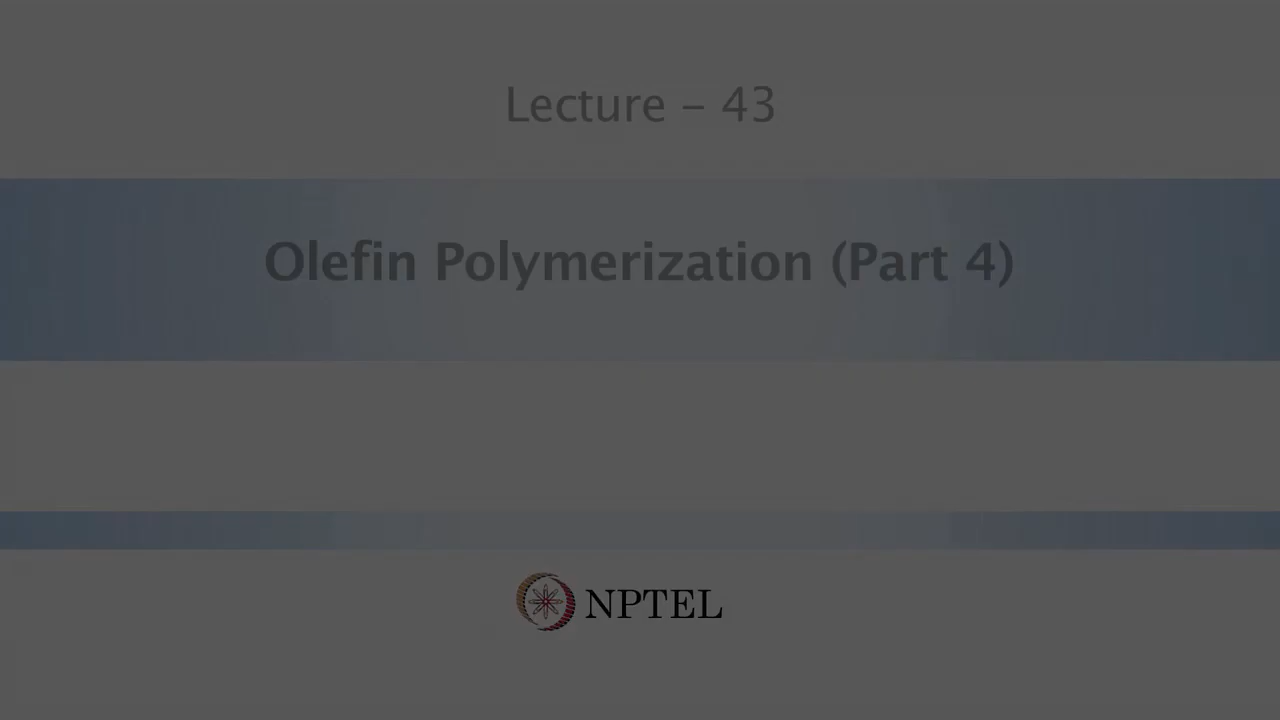 Lecture – 43
Olefin Polymerization (Part 4)
NPTEL